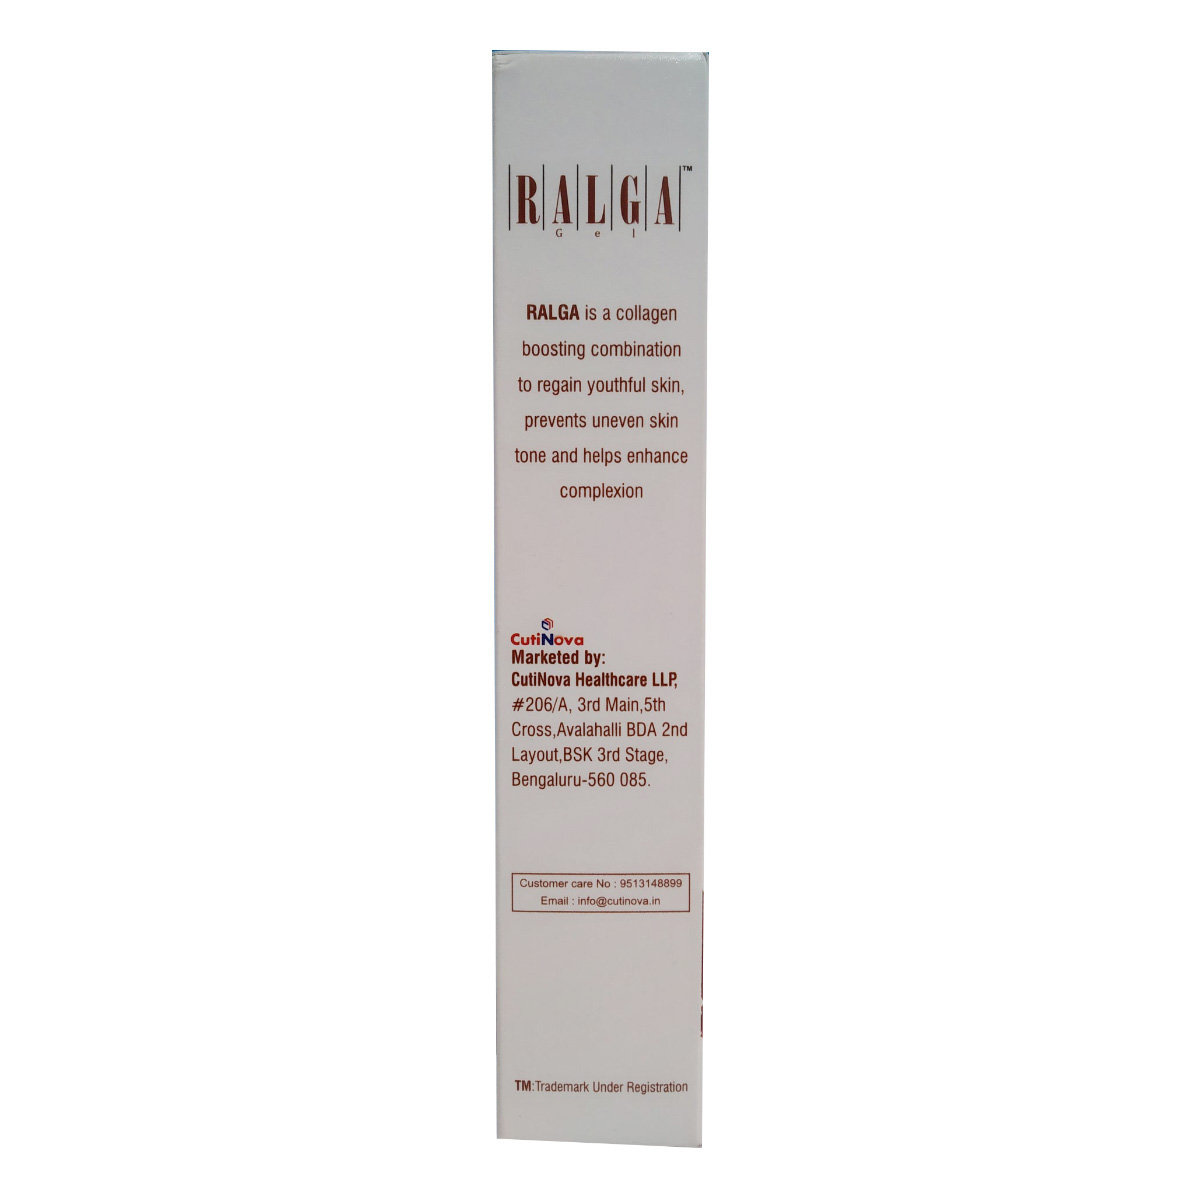 RALGA™
Gel
RALGA is a collagen
boosting combination
to regain youthful skin,
prevents uneven skin
tone and helps enhance
complexion
CutiNova
Marketed by:
CutiNova Healthcare LLP,
#206/A, 3rd Main,5th
Cross,Avalahalli BDA 2nd
Layout,BSK 3rd Stage,
Bengaluru-560 085.
Customer care No : 9513148899
Email : info@cutinova.in
TM:Trademark Under Registration